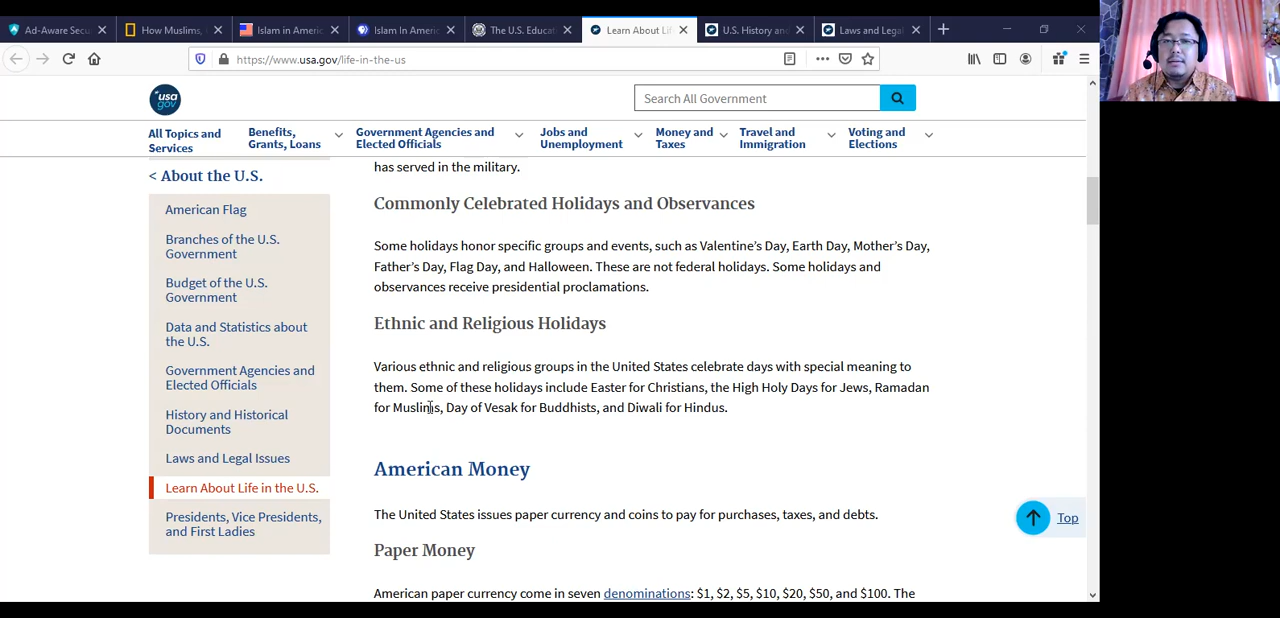 Ad-Aware Secu
How Muslims,
Islam in Americ
Islam In Americ
The U.S. Educat
Learn About Li
U.S. History and
Laws and Legal
https://www.usa.gov/life-in-the-us
usa
gov
Search All Government
All Topics and
Services
Benefits,
Grants, Loans
Government Agencies and
Elected Officials
Jobs and
Unemployment
Money and
Taxes
Travel and
Immigration
Voting and
Elections
< About the U.S.
American Flag
Branches of the U.S.
Government
Budget of the U.S.
Government
Data and Statistics about
the U.S.
Government Agencies and
Elected Officials
History and Historical
Documents
Laws and Legal Issues
Learn About Life in the U.S.
Presidents, Vice Presidents,
and First Ladies
has served in the military.
Commonly Celebrated Holidays and Observances
Some holidays honor specific groups and events, such as Valentine's Day, Earth Day, Mother's Day,
Father's Day, Flag Day, and Halloween. These are not federal holidays. Some holidays and
observances receive presidential proclamations.
Ethnic and Religious Holidays
Various ethnic and religious groups in the United States celebrate days with special meaning to
them. Some of these holidays include Easter for Christians, the High Holy Days for Jews, Ramadan
for Muslims, Day of Vesak for Buddhists, and Diwali for Hindus.
American Money
The United States issues paper currency and coins to pay for purchases, taxes, and debts.
Paper Money
American paper currency come in seven denominations: $1, $2, $5, $10, $20, $50, and $100. The
Top